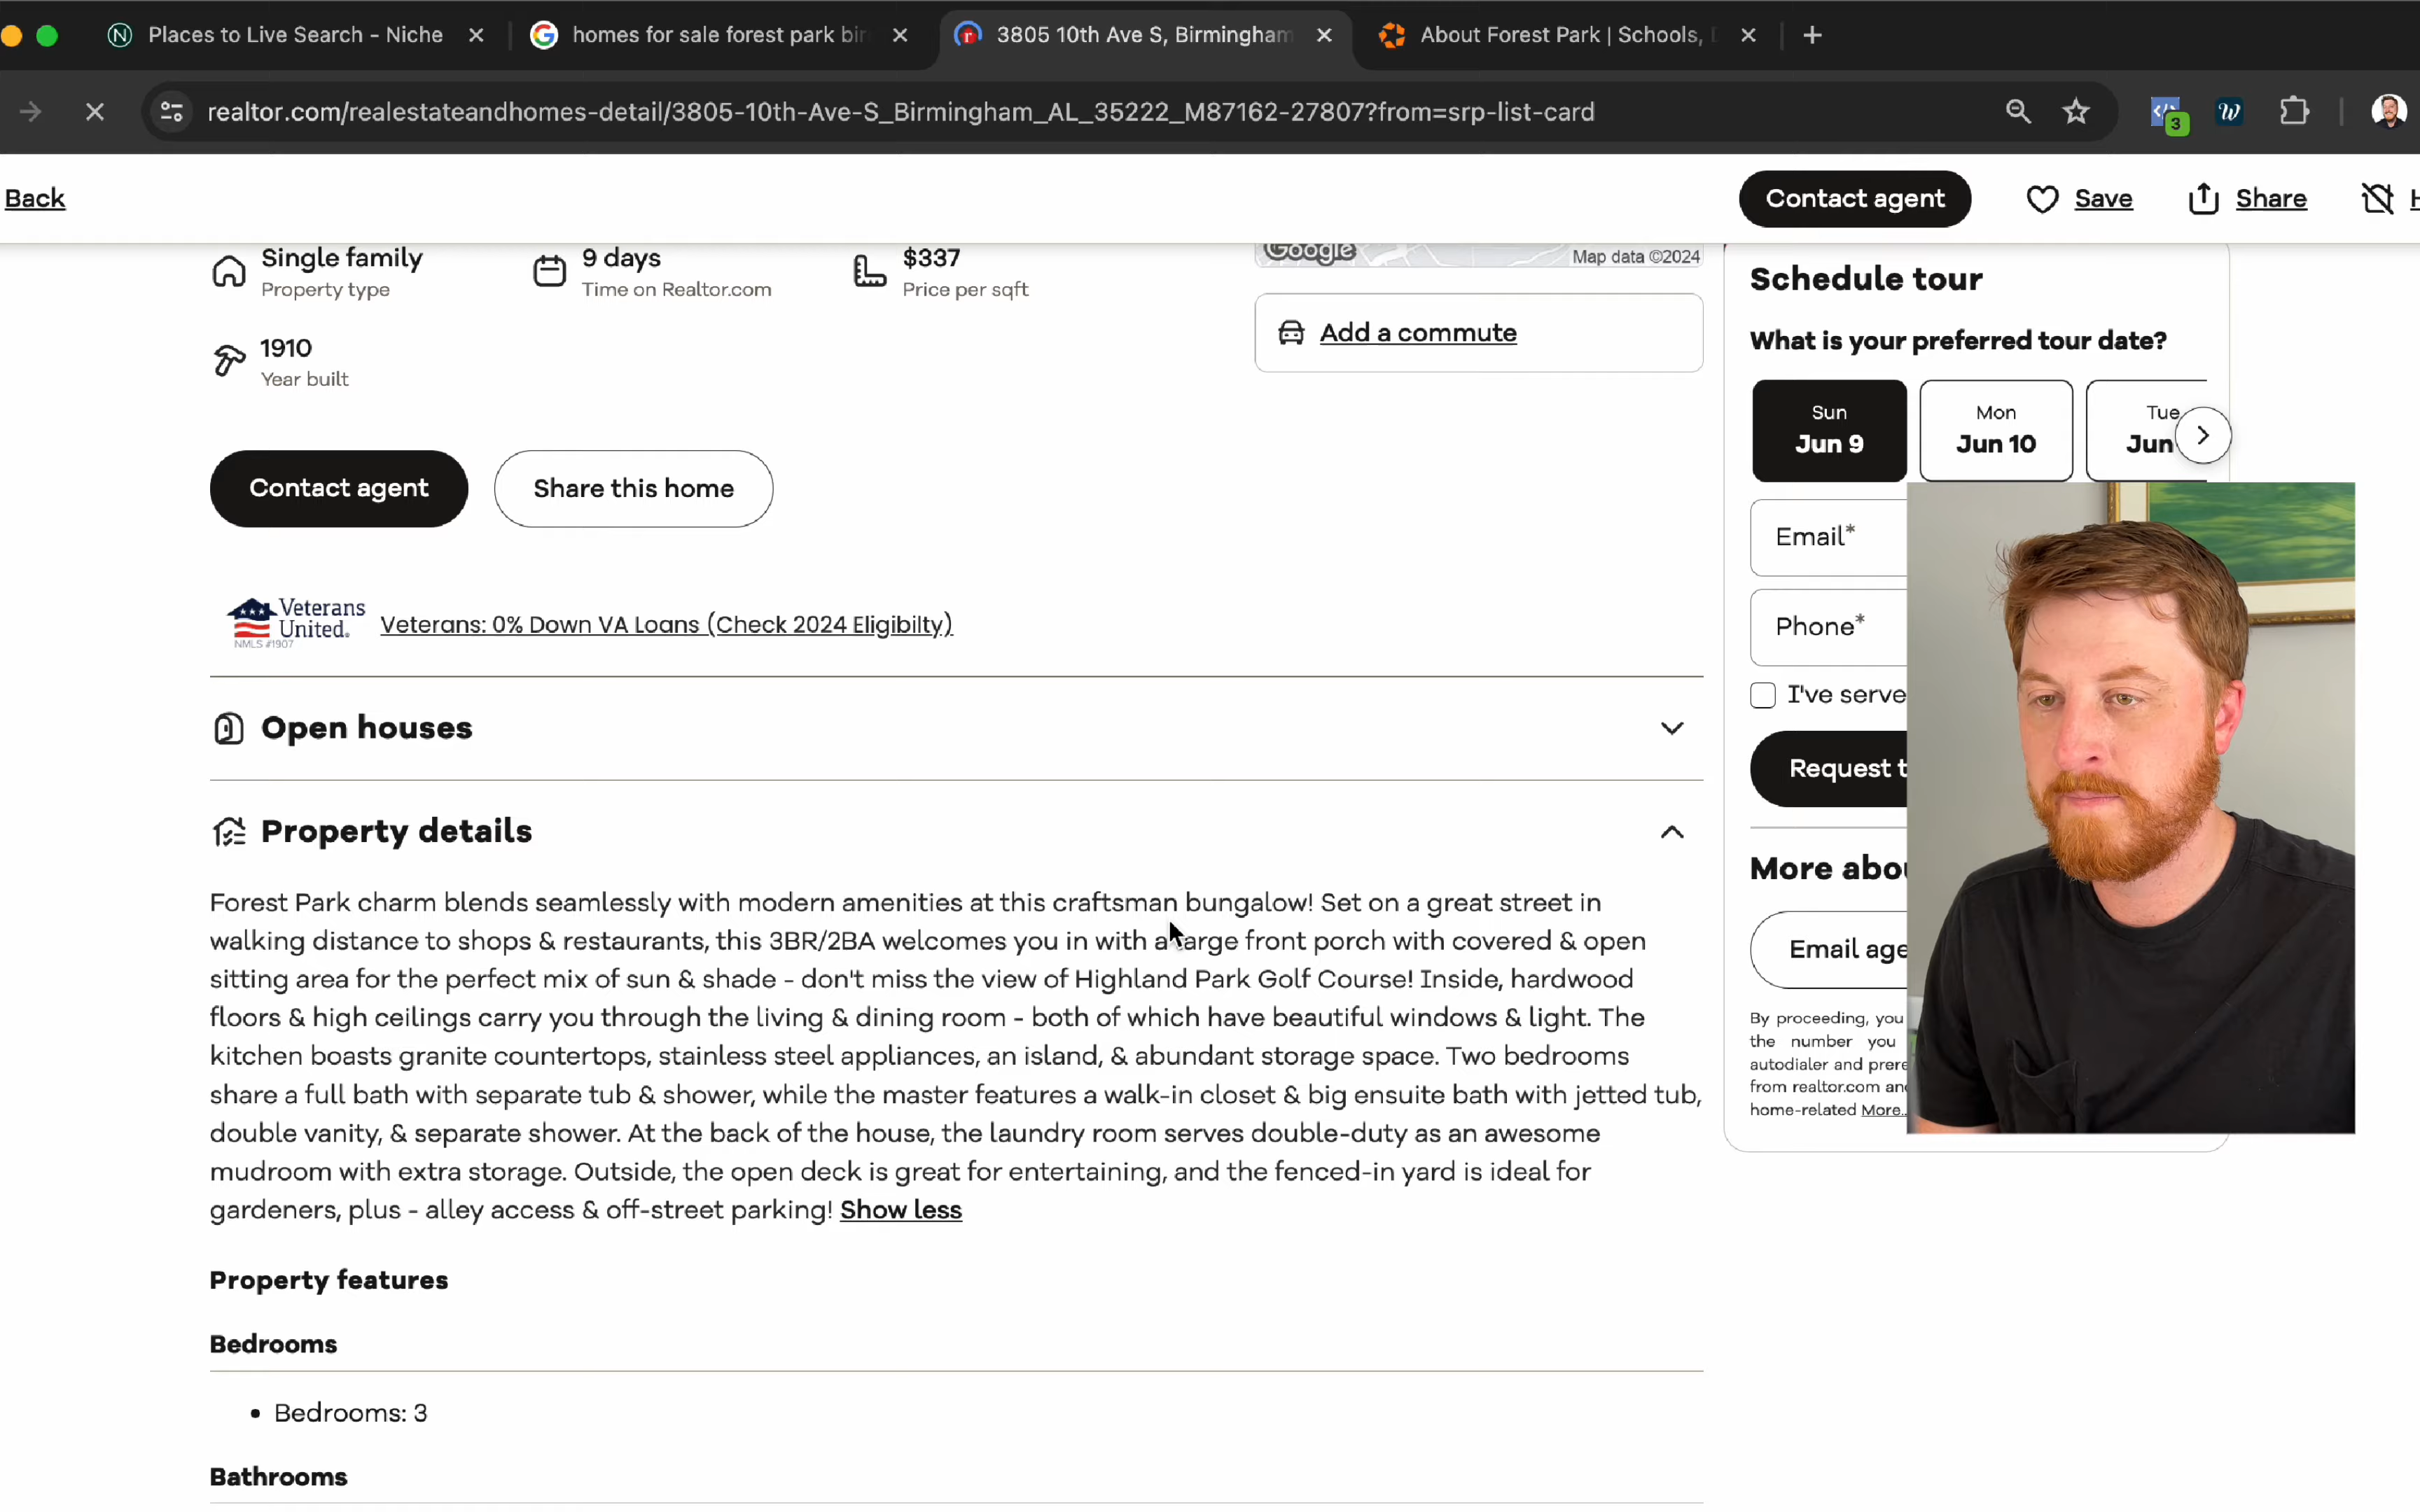 Places to Live Search - Niche
homes for sale forest park bir
3805 10th Ave S, Birmingham
About Forest Park | Schools,
realtor.com/realestateandhomes-detail/3805-10th-Ave-S_Birmingham_AL_35222_M87162-27807?from=srp-list-card
3
Back
Contact agent
Save
Share
H
Single family
Property type
9 days
Time on Realtor.com
$337
Price per sqft
1910
Year built
Google
Map data ©2024
Add a commute
Contact agent
Share this home
Veterans
United.
NMLS #1907
Veterans: 0% Down VA Loans (Check 2024 Eligibilty)
Open houses
Property details
Forest Park charm blends seamlessly with modern amenities at this craftsman bungalow! Set on a great street in
walking distance to shops & restaurants, this 3BR/2BA welcomes you in with a large front porch with covered & open
sitting area for the perfect mix of sun & shade - don't miss the view of Highland Park Golf Course! Inside, hardwood
floors & high ceilings carry you through the living & dining room - both of which have beautiful windows & light. The
kitchen boasts granite countertops, stainless steel appliances, an island, & abundant storage space. Two bedrooms
share a full bath with separate tub & shower, while the master features a walk-in closet & big ensuite bath with jetted tub,
double vanity, & separate shower. At the back of the house, the laundry room serves double-duty as an awesome
mudroom with extra storage. Outside, the open deck is great for entertaining, and the fenced-in yard is ideal for
gardeners, plus - alley access & off-street parking! Show less
Property features
Bedrooms
• Bedrooms: 3
Bathrooms
Schedule tour
What is your preferred tour date?
Sun
Jun 9
Mon
Jun 10
Tue
Jun
Email*
Phone*
I've serve
Request t
More abo
Email age
By proceeding, you
the number you
autodialer and prere
from realtor.com an
home-related More..